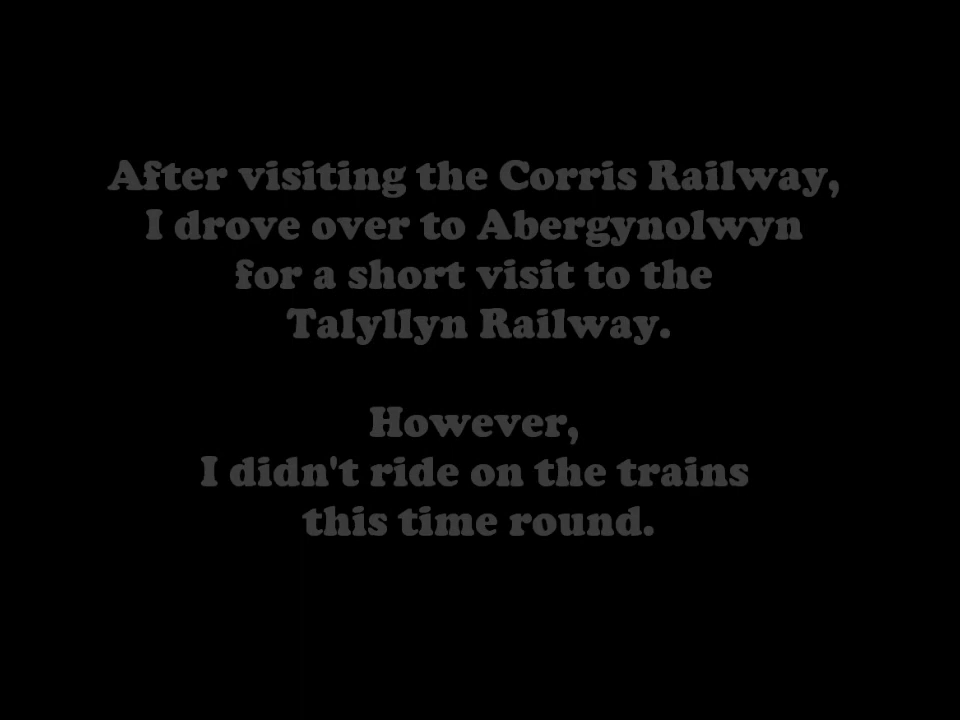 After visiting the Corris Railway,
I drove over to Abergynolwyn
for a short visit to the
Talyllyn Railway.
However,
I didn't ride on the trains
this time round.